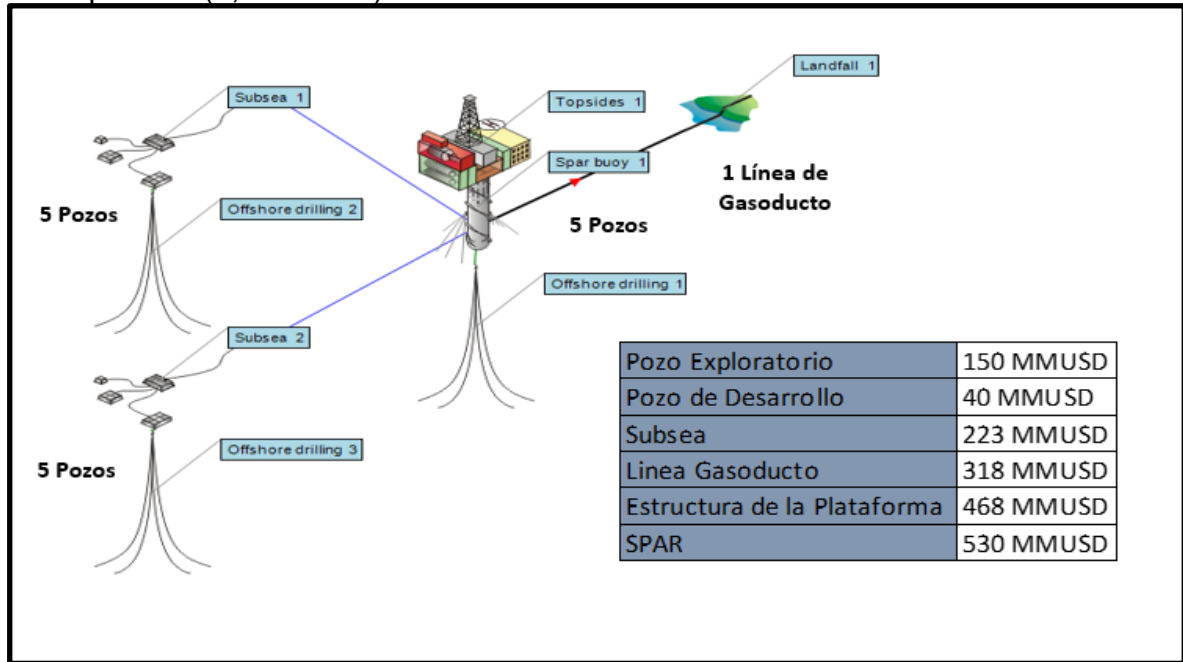 Landfall 1
Subsea 1
Topsides 1
Spar buoy 1
1 Línea de
Gasoducto
5 Pozos
Offshore drilling 2
5 Pozos
Offshore drilling 1
Subsea 2
Pozo Exploratorio 150 MMUSD
Pozo de Desarrollo 40 MMUSD
Subsea 223 MMUSD
Linea Gasoducto 318 MMUSD
Estructura de la Plataforma 468 MMUSD
SPAR 530 MMUSD
Offshore drilling 3
5 Pozos